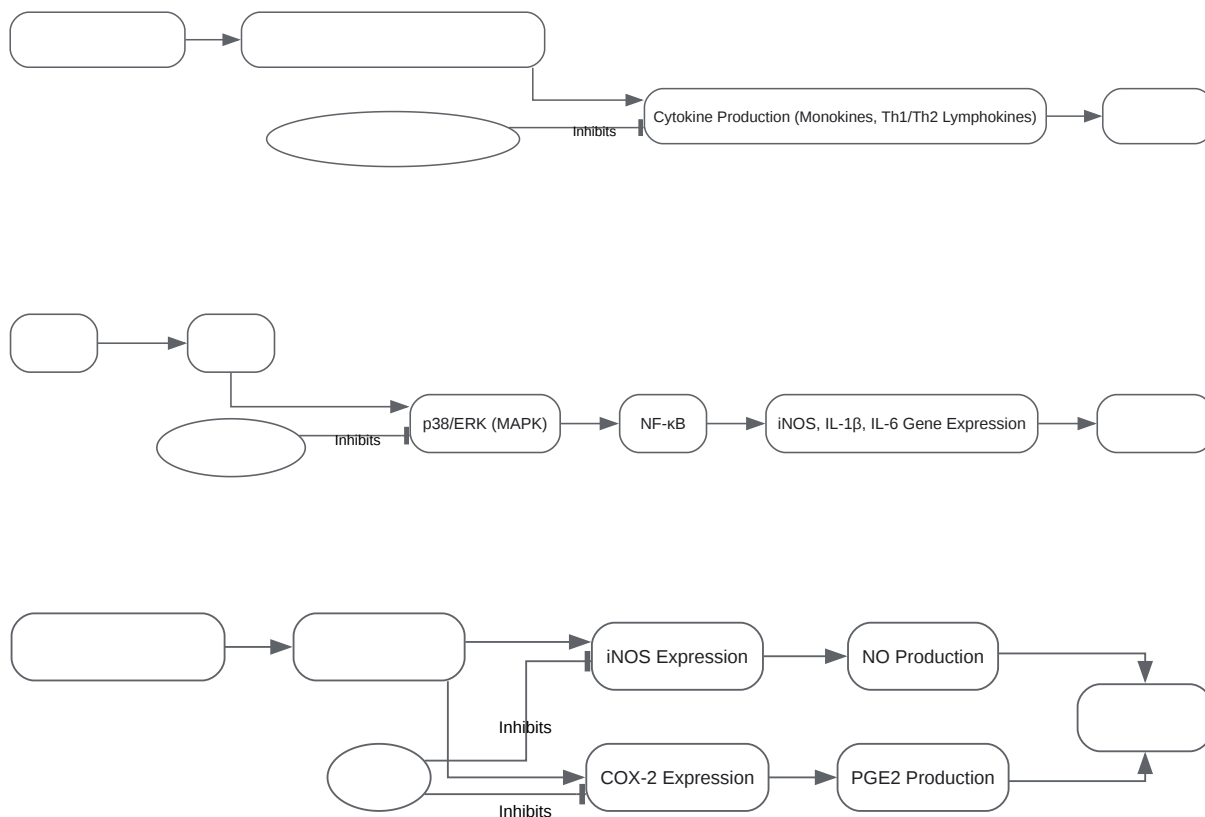 Cytokine Production (Monokines, Th1/Th2 Lymphokines)
Inhibits
p38/ERK (MAPK)
NF-κB
iNOS, IL-1β, IL-6 Gene Expression
Inhibits
iNOS Expression
NO Production
Inhibits
COX-2 Expression
PGE2 Production
Inhibits